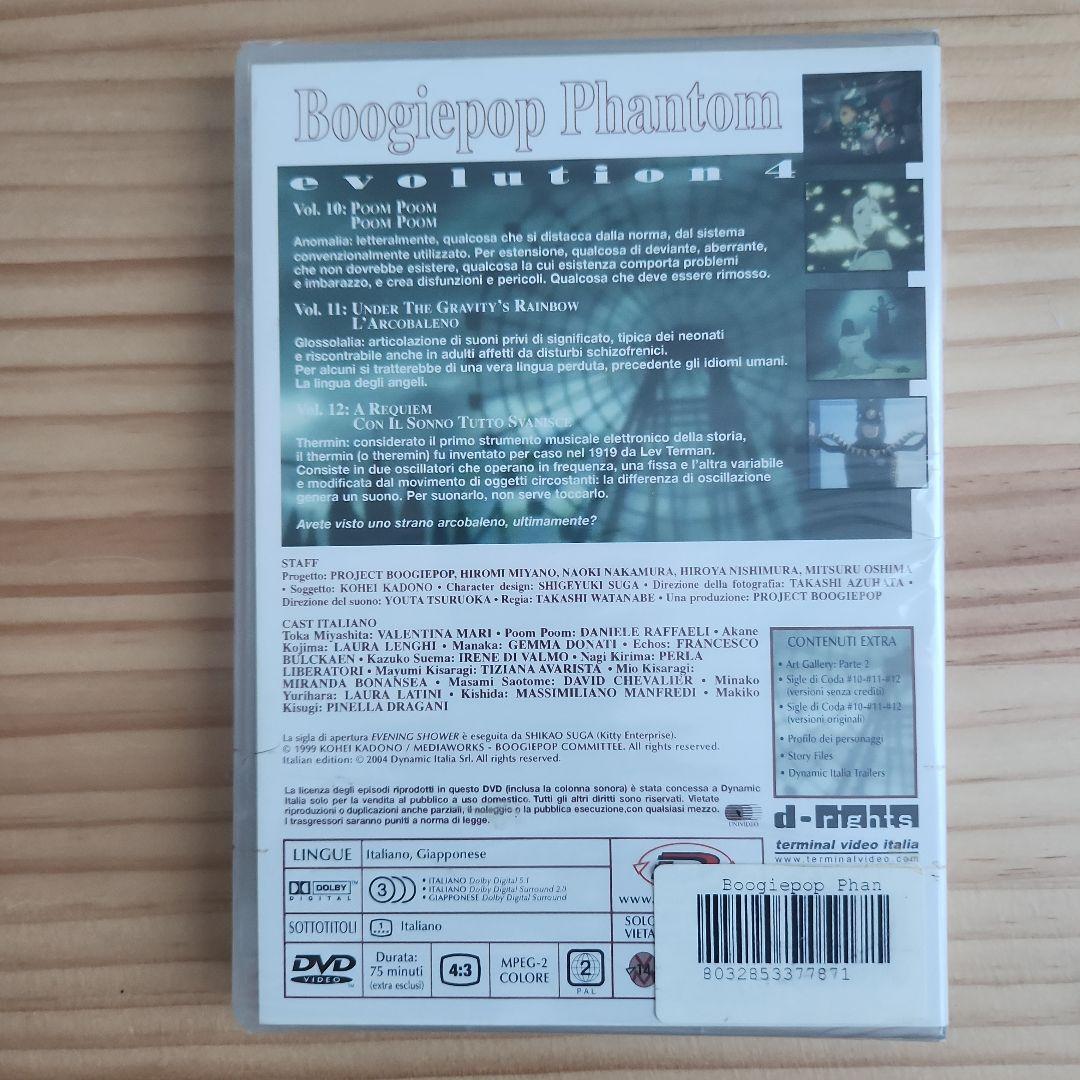 Boogiepop Phantom
evolution 4
Vol. 10: POOM POOM
POOM POOM
Anomalia: letteralmente, qualcosa che si distacca dalla norma, dal sistema
convenzionalmente utilizzato. Per estensione, qualcosa di deviante, aberrante,
che non dovrebbe esistere, qualcosa la cui esistenza comporta problemi
e imbarazzo, e crea disfunzioni e pericoli. Qualcosa che deve essere rimosso.
Vol. 11: UNDER THE GRAVITY'S RAINBOW
L'ARCOBALENO
Glossolalia: articolazione di suoni privi di significato, tipica dei neonati
e riscontrabile anche in adulti affetti da disturbi schizofrenici.
Per alcuni si tratterebbe di una vera lingua perduta, precedente gli idiomi umani.
La lingua degli angeli.
Vol. 12: A REQUIEM
CON IL SONNO TUTTO SVANISCE
Thermin: considerato il primo strumento musicale elettronico della storia,
il thermin (o theremin) fu inventato per caso nel 1919 da Lev Terman.
Consiste in due oscillatori che operano in frequenza, una fissa e l'altra variabile
e modificata dal movimento di oggetti circostanti: la differenza di oscillazione
genera un suono. Per suonarlo, non serve toccarlo.
Avete visto uno strano arcobaleno, ultimamente?
STAFF
Progetto: PROJECT BOOGIEPOP, HIROMI MIYANO, NAOKI NAKAMURA, HIROYA NISHIMURA, MITSURU OSHIMA
• Soggetto: KOHEI KADONO • Character design: SHIGEYUKI SUGA • Direzione della fotografia: TAKASHI AZUHATA •
Direzione del suono: YOUTA TSURUOKA • Regia: TAKASHI WATANABE • Una produzione: PROJECT BOOGIEPOP
CAST ITALIANO
Toka Miyashita: VALENTINA MARI • Poom Poom: DANIELE RAFFAELI • Akane
Kojima: LAURA LENGHI • Manaka: GEMMA DONATI • Echos: FRANCESCO
BULCKAEN • Kazuko Suema: IRENE DI VALMO • Nagi Kirima: PERLA
LIBERATORI • Mayumi Kisaragi: TIZIANA AVARISTA • Mio Kisaragi:
MIRANDA BONANSEA • Masami Saotome: DAVID CHEVALIER • Minako
Yurihara: LAURA LATINI • Kishida: MASSIMILIANO MANFREDI • Makiko
Kisugi: PINELLA DRAGANI
CONTENUTI EXTRA
• Art Gallery: Parte 2
• Sigle di Coda #10-#11-#12
(versioni senza crediti)
• Sigle di Coda #10-#11-#12
(versioni originali)
• Profilo dei personaggi
• Story Files
• Dynamic Italia Trailers
La sigla di apertura EVENING SHOWER è eseguita da SHIKAO SUGA (Kitty Enterprise).
© 1999 KOHEI KADONO / MEDIAWORKS - BOOGIEPOP COMMITTEE. All rights reserved.
Italian edition: © 2004 Dynamic Italia Srl. All rights reserved.
La licenza degli episodi riprodotti in questo DVD (inclusa la colonna sonora) è stata concessa a Dynamic
Italia solo per la vendita al pubblico a uso domestico. Tutti gli altri diritti sono riservati. Vietate
riproduzioni o duplicazioni anche parziali, il noleggio o la pubblica esecuzione,con qualsiasi mezzo.
I trasgressori saranno puniti a norma di legge.
UNIVIDEO
d-rights
terminal video italia
www.terminalvideo.com
LINGUE Italiano, Giapponese
DOLBY
DIGITAL
3
• ITALIANO Dolby Digital 5.1
• ITALIANO Dolby Digital Surround 2.0
• GIAPPONESE Dolby Digital Surround
www.
SOTTOTITOLI 1 Italiano
SOLO
VIETA
DVD
VIDEO
Durata:
75 minuti
(extra esclusi)
4:3
MPEG-2
COLORE
2
PAL
14
Boogiepop Phan
8032853377871